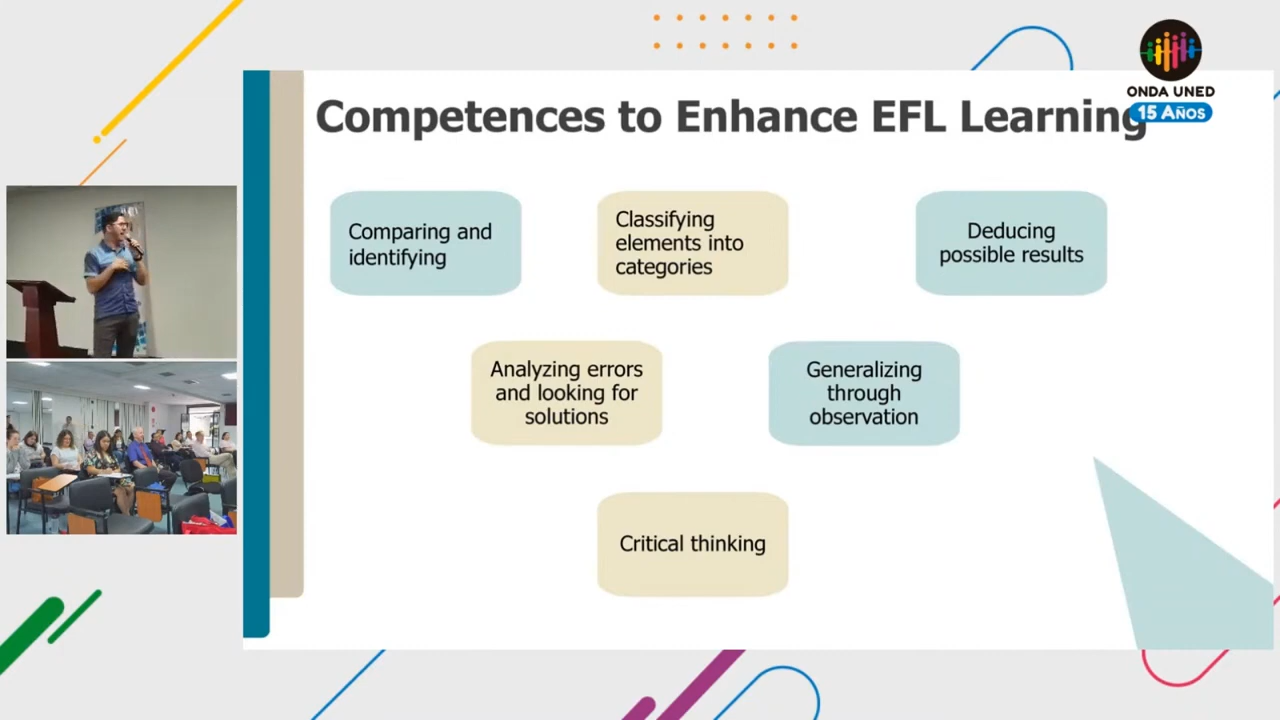 ONDA UNED
15 AÑOS
Competences to Enhance EFL Learning
Comparing and
identifying
Classifying
elements into
categories
Deducing
possible results
Analyzing errors
and looking for
solutions
Generalizing
through
observation
Critical thinking